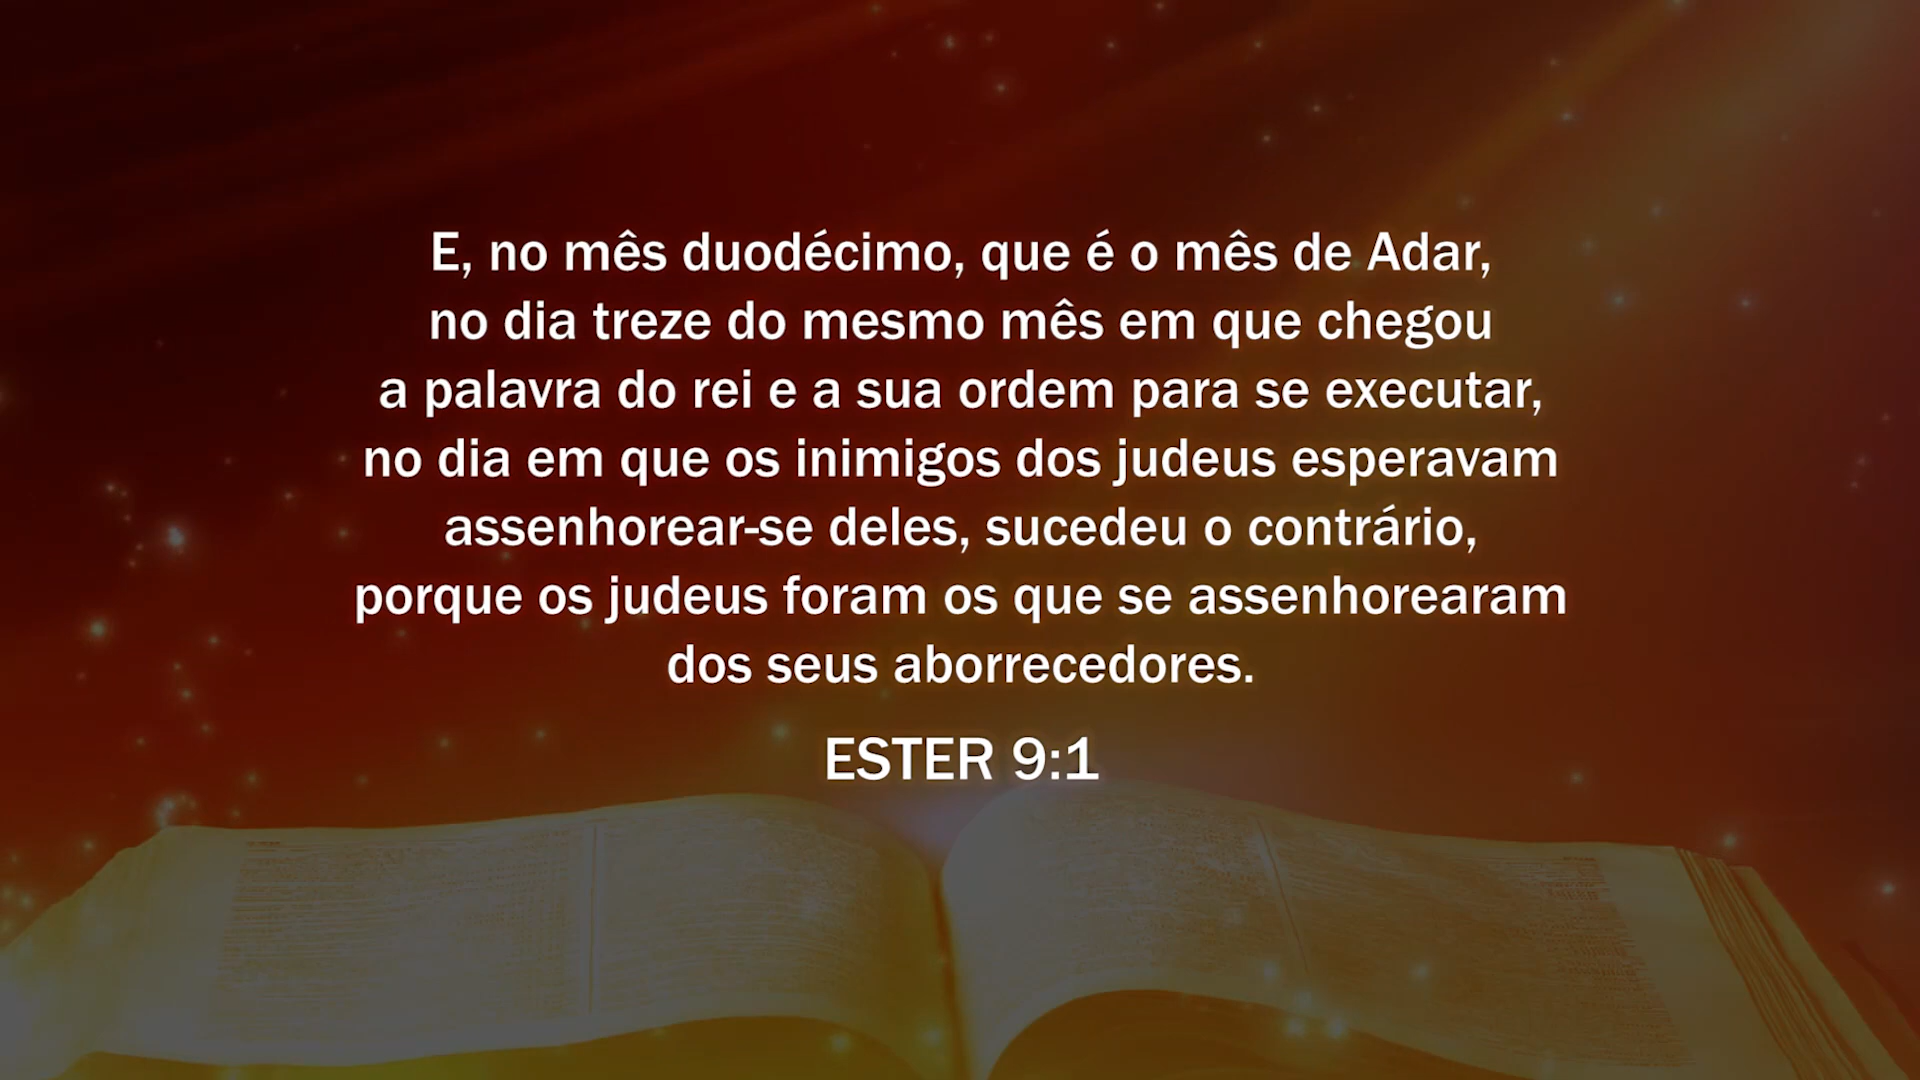 E, no mês duodécimo, que é o mês de Adar,
no dia treze do mesmo mês em que chegou
a palavra do rei e a sua ordem para se executar,
no dia em que os inimigos dos judeus esperavam
assenhorear-se deles, sucedeu o contrário,
porque os judeus foram os que se assenhorearam
dos seus aborrecedores.
ESTER 9:1